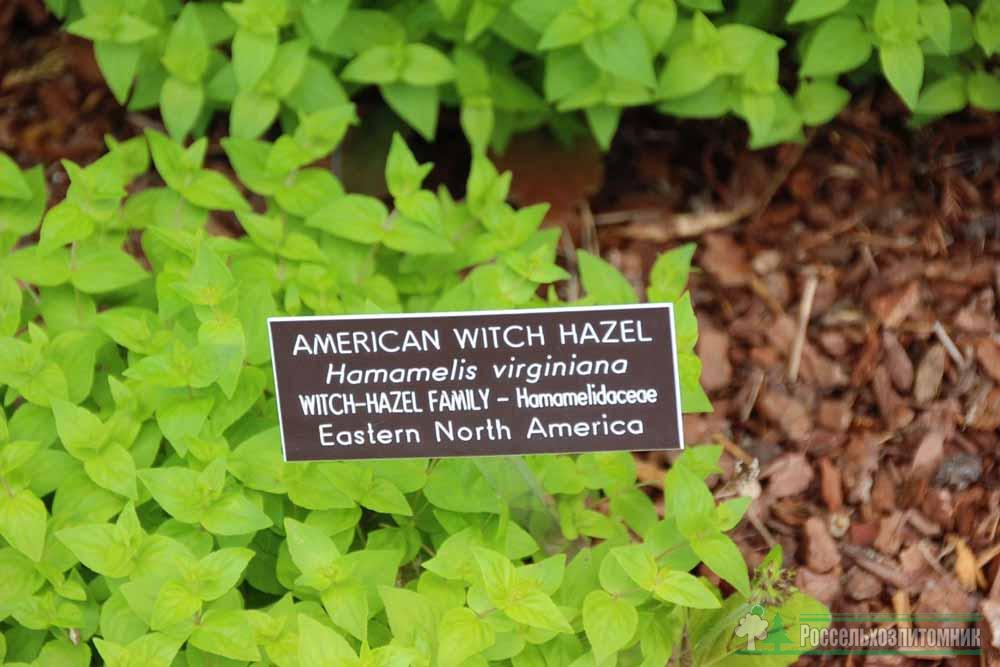 AMERICAN WITCH HAZEL
Hamamelis virginiana
WITCH-HAZEL FAMILY – Hamamelidaceae
Eastern North America
Россельхозпитомник